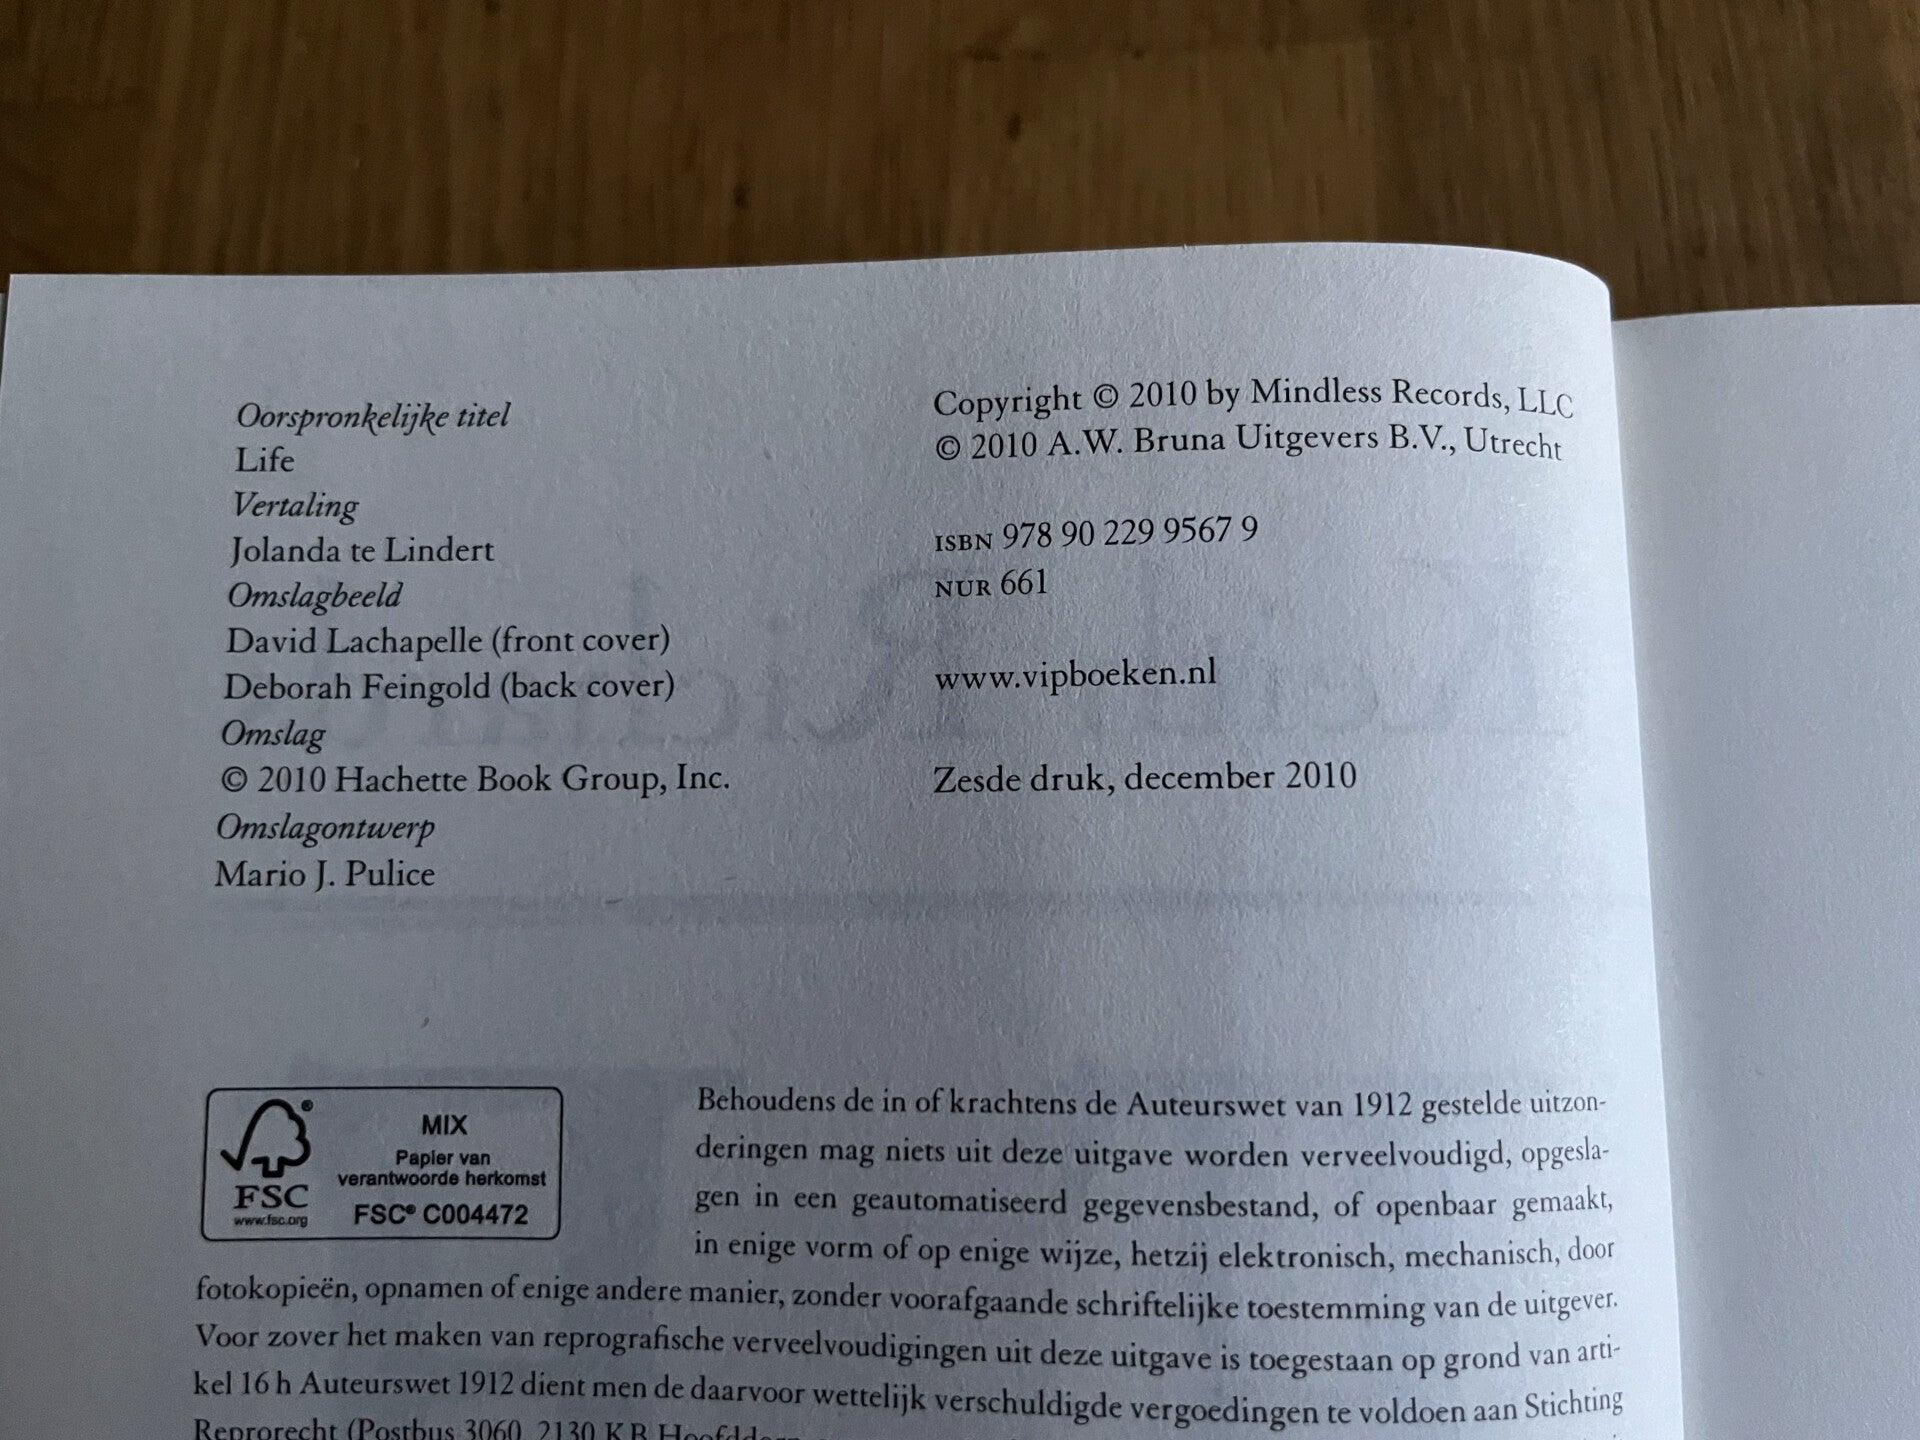 Oorspronkelijke titel
Life
Vertaling
Jolanda te Lindert
Omslagbeeld
David Lachapelle (front cover)
Deborah Feingold (back cover)
Omslag
© 2010 Hachette Book Group, Inc.
Omslagontwerp
Mario J. Pulice
Copyright © 2010 by Mindless Records, LLC
© 2010 A.W. Bruna Uitgevers B.V., Utrecht
ISBN 978 90 229 9567 9
NUR 661
www.vipboeken.nl
Zesde druk, december 2010
FSC
www.fsc.org
MIX
Papier van
verantwoorde herkomst
FSC® C004472
Behoudens de in of krachtens de Auteurswet van 1912 gestelde uitzon-
deringen mag niets uit deze uitgave worden verveelvoudigd, opgesla-
gen in een geautomatiseerd gegevensbestand, of openbaar gemaakt,
in enige vorm of op enige wijze, hetzij elektronisch, mechanisch, door
fotokopieën, opnamen of enige andere manier, zonder voorafgaande schriftelijke toestemming van de uitgever.
Voor zover het maken van reprografische verveelvoudigingen uit deze uitgave is toegestaan op grond van arti-
kel 16 h Auteurswet 1912 dient men de daarvoor wettelijk verschuldigde vergoedingen te voldoen aan Stichting
Reprorecht (Postbus 3060, 2130 KB